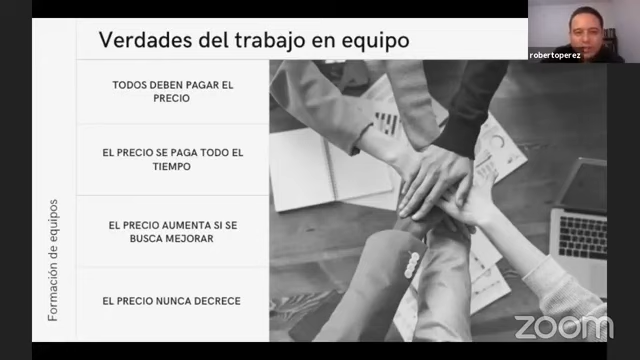 Verdades del trabajo en equipo
robertoperez
TODOS DEBEN PAGAR EL
PRECIO
EL PRECIO SE PAGA TODO EL
TIEMPO
EL PRECIO AUMENTA SI SE
BUSCA MEJORAR
EL PRECIO NUNCA DECRECE
Formación de equipos
zoom